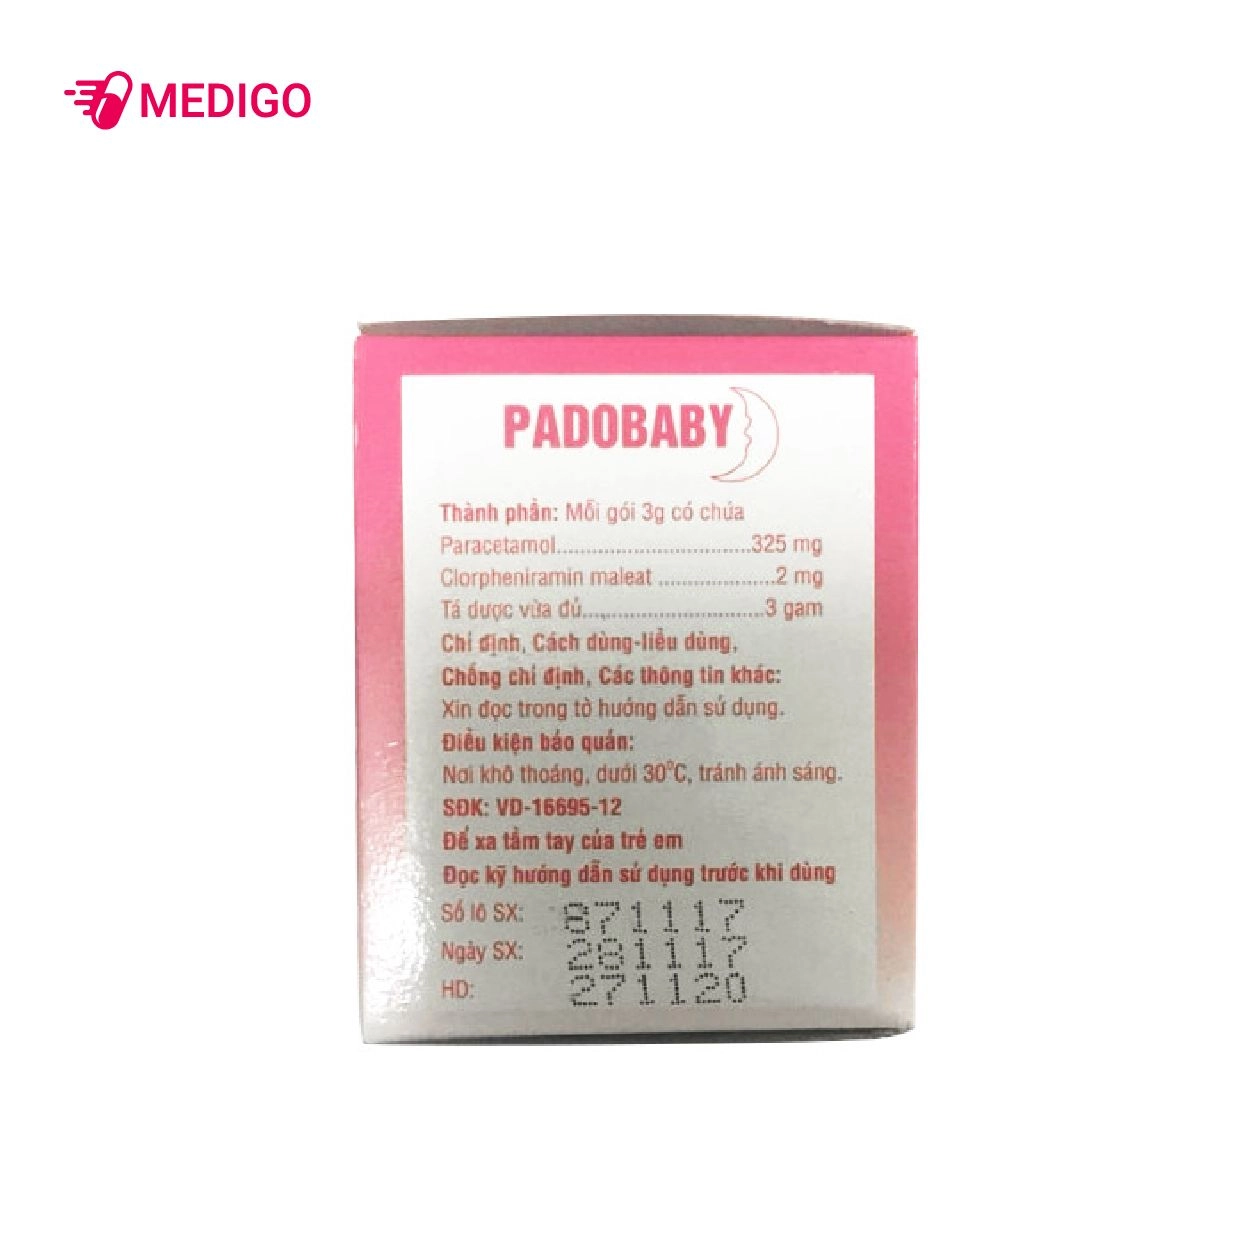 MEDIGO
PADOBABY
Thành phần: Mỗi gói 3g có chứa
Paracetamol.................................325 mg
Clorpheniramin maleat ....................2 mg
Tá dược vừa đủ...............................3 gam
Chỉ định, Cách dùng-liều dùng,
Chống chỉ định, Các thông tin khác:
Xin đọc trong tờ hướng dẫn sử dụng.
Điều kiện bảo quản:
Nơi khô thoáng, dưới 30°C, tránh ánh sáng.
SĐK: VD-16695-12
Để xa tầm tay của trẻ em
Đọc kỹ hướng dẫn sử dụng trước khi dùng
Số lô SX: 871117
Ngày SX: 281117
HD: 271120